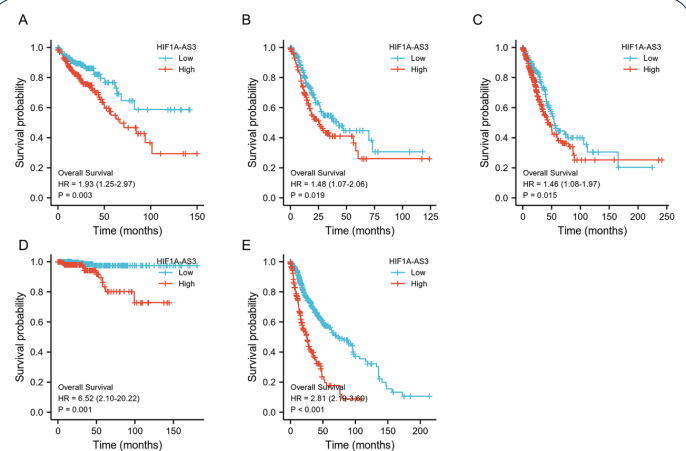 A
HIF1A-AS3
Low
High
Survival probability
1.0
0.8
0.6
0.4
0.2
0.0
Overall Survival
HR = 1.93 (1.25-2.97)
P = 0.003
0 50 100 150
Time (months)
B
HIF1A-AS3
Low
High
Survival probability
1.0
0.8
0.6
0.4
0.2
0.0
Overall Survival
HR = 1.48 (1.07-2.06)
P = 0.019
0 25 50 75 100 125
Time (months)
C
HIF1A-AS3
Low
High
Survival probability
1.0
0.8
0.6
0.4
0.2
0.0
Overall Survival
HR = 1.46 (1.08-1.97)
P = 0.015
0 50 100 150 200 250
Time (months)
D
HIF1A-AS3
Low
High
Survival probability
1.0
0.8
0.6
0.4
0.2
0.0
Overall Survival
HR = 6.52 (2.10-20.22)
P = 0.001
0 50 100 150
Time (months)
E
HIF1A-AS3
Low
High
Survival probability
1.0
0.8
0.6
0.4
0.2
0.0
Overall Survival
HR = 2.81
P < 0.001
0 50 100 150 200
Time (months)